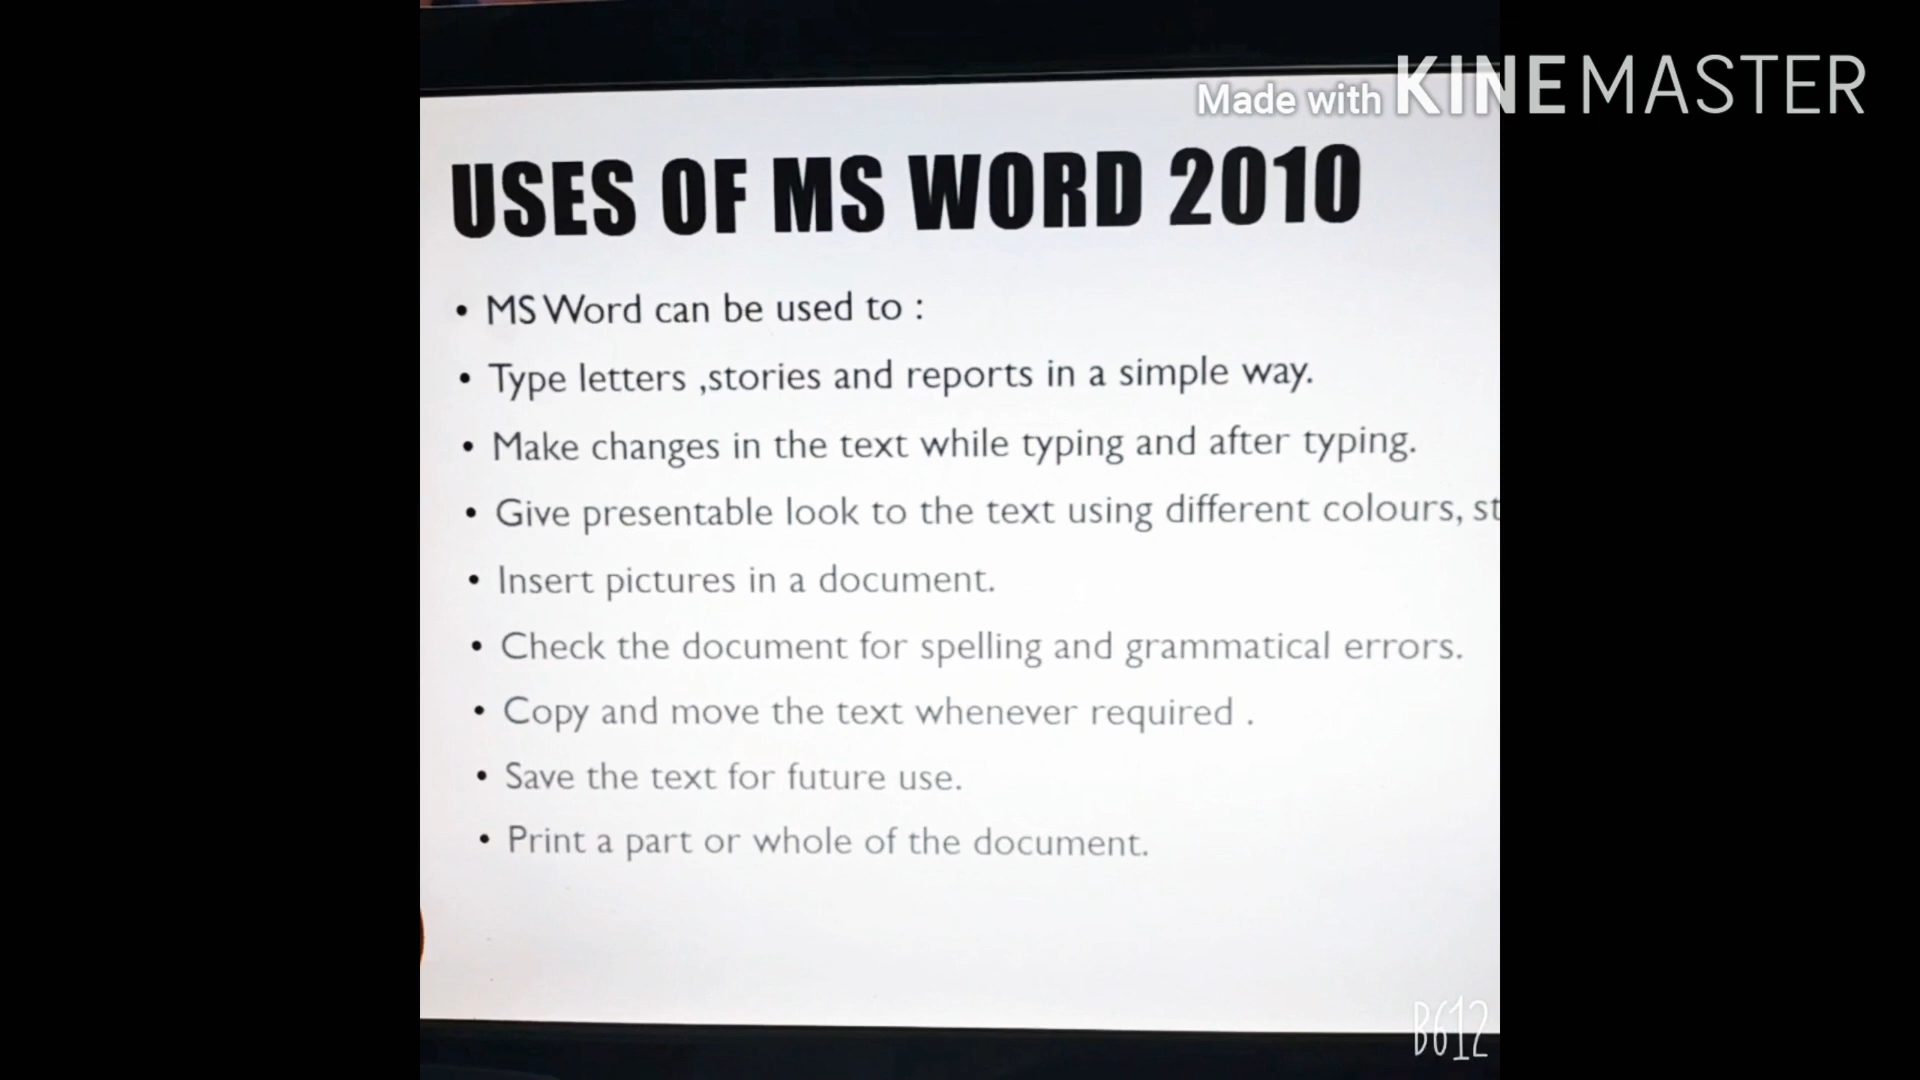 Made with KINEMASTER
USES OF MS WORD 2010
• MS Word can be used to :
• Type letters ,stories and reports in a simple way.
• Make changes in the text while typing and after typing.
• Give presentable look to the text using different colours, st
• Insert pictures in a document.
• Check the document for spelling and grammatical errors.
• Copy and move the text whenever required .
• Save the text for future use.
• Print a part or whole of the document.
B612